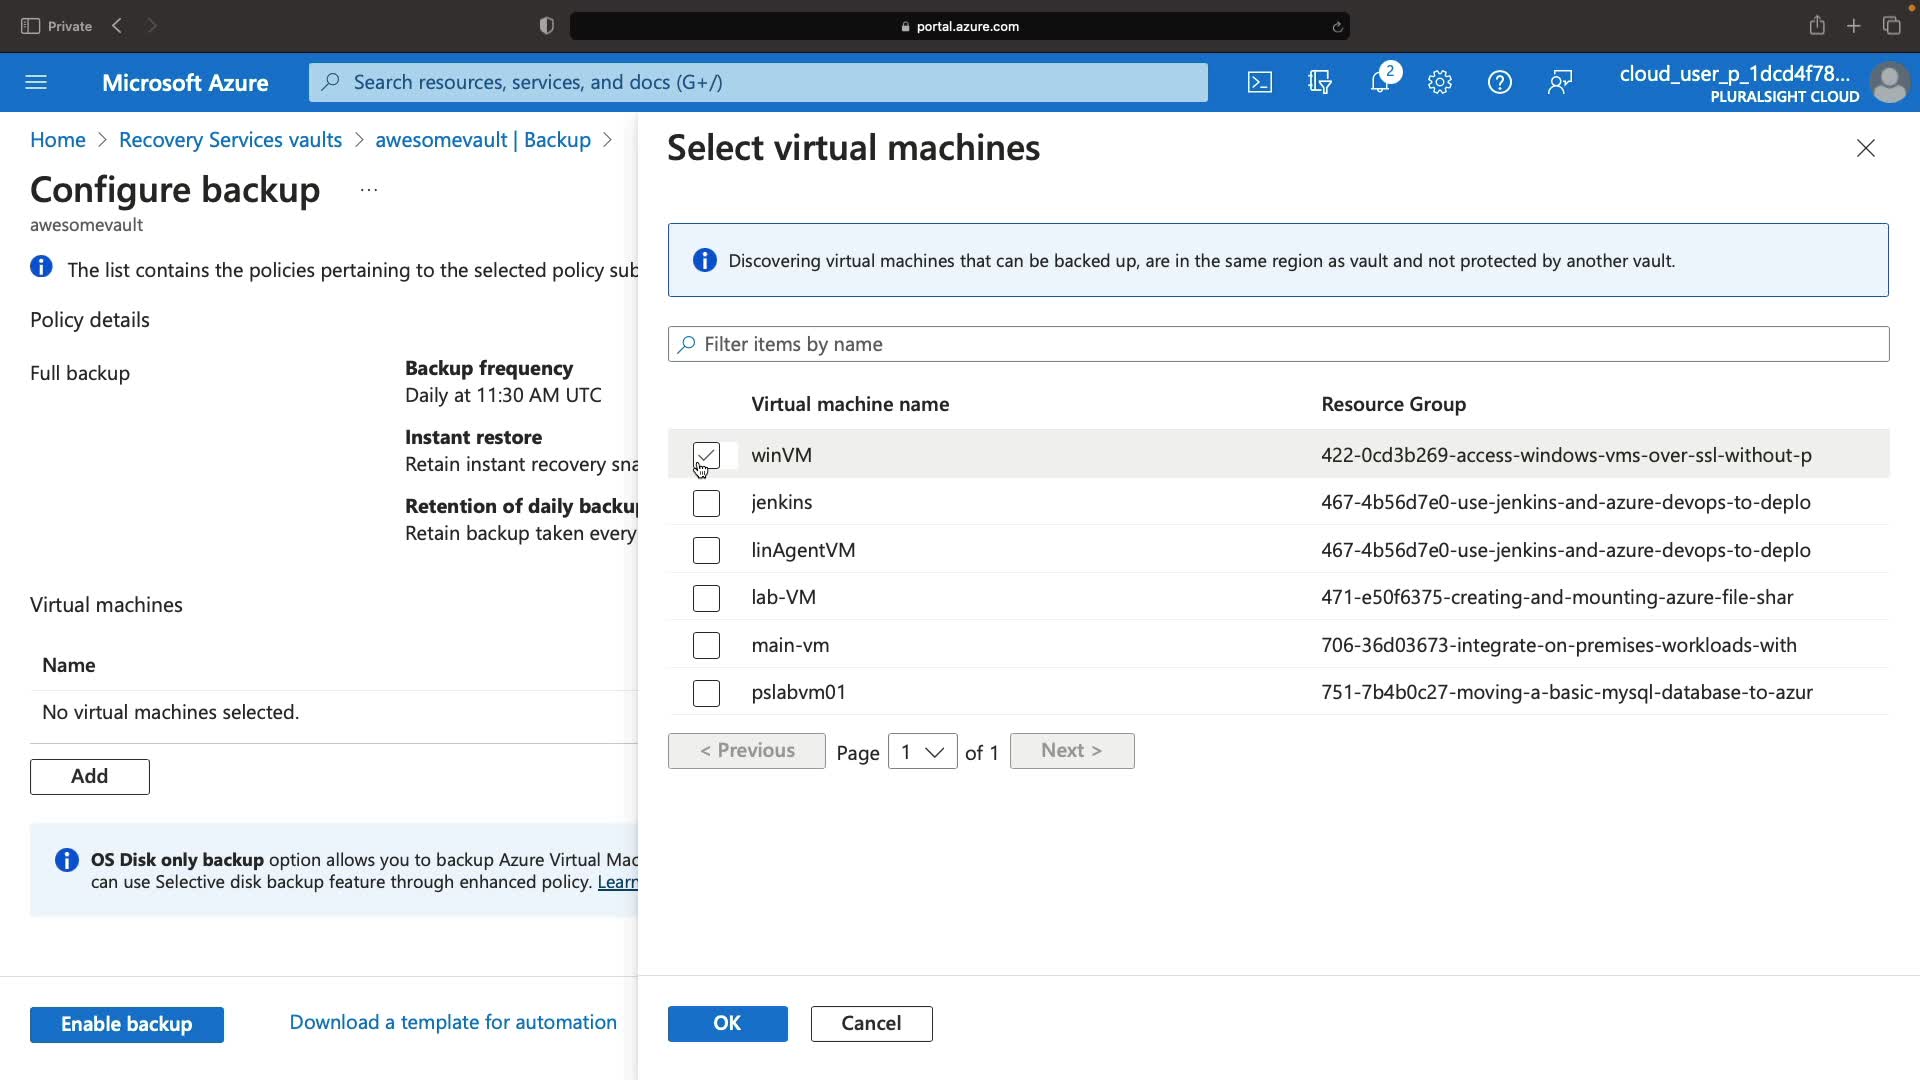 Private
portal.azure.com
Microsoft Azure
Search resources, services, and docs (G+/)
2
cloud_user_p_1dcd4f78...
PLURALSIGHT CLOUD
Home > Recovery Services vaults > awesomevault | Backup >
Configure backup ...
awesomevault
The list contains the policies pertaining to the selected policy sub
Policy details
Full backup
Backup frequency
Daily at 11:30 AM UTC
Instant restore
Retain instant recovery sna
Retention of daily backup
Retain backup taken every
Virtual machines
Name
No virtual machines selected.
Add
OS Disk only backup option allows you to backup Azure Virtual Mac
can use Selective disk backup feature through enhanced policy. Learn
Enable backup
Download a template for automation
Select virtual machines
Discovering virtual machines that can be backed up, are in the same region as vault and not protected by another vault.
Filter items by name
Virtual machine name Resource Group
winVM 422-0cd3b269-access-windows-vms-over-ssl-without-p
jenkins 467-4b56d7e0-use-jenkins-and-azure-devops-to-deplo
linAgentVM 467-4b56d7e0-use-jenkins-and-azure-devops-to-deplo
lab-VM 471-e50f6375-creating-and-mounting-azure-file-shar
main-vm 706-36d03673-integrate-on-premises-workloads-with
pslabvm01 751-7b4b0c27-moving-a-basic-mysql-database-to-azur
< Previous Page 1 of 1 Next >
OK
Cancel